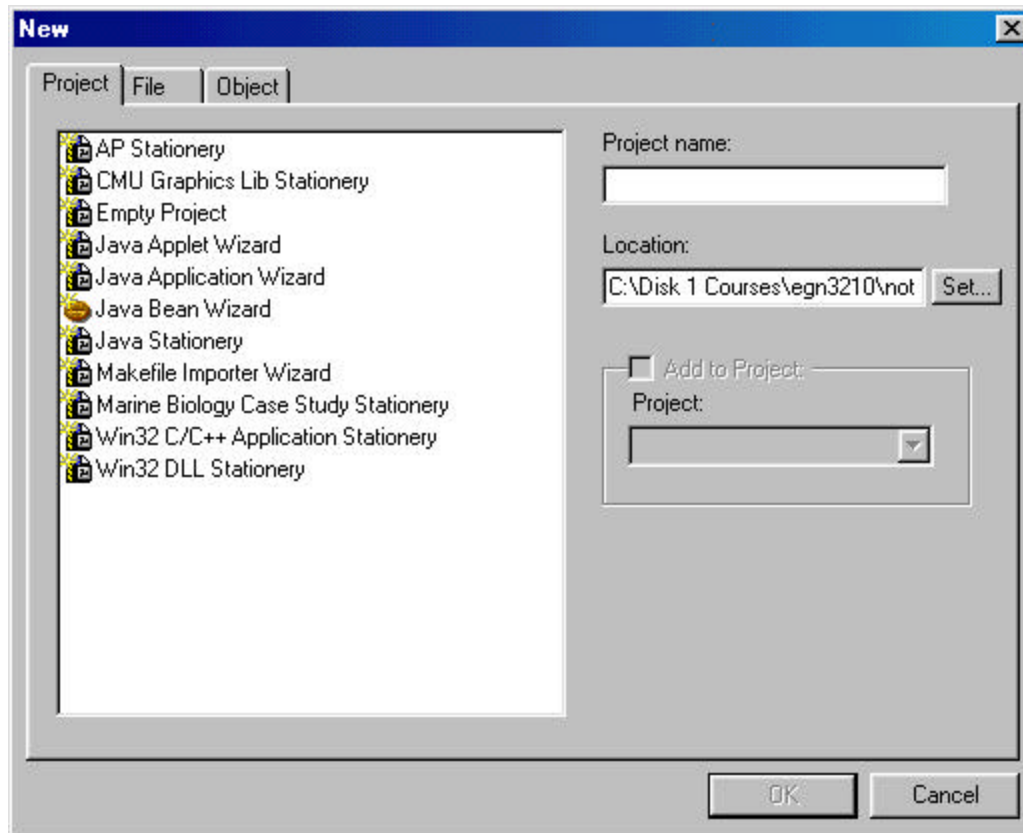 New
Project File Object
AP Stationery
CMU Graphics Lib Stationery
Empty Project
Java Applet Wizard
Java Application Wizard
Java Bean Wizard
Java Stationery
Makefile Importer Wizard
Marine Biology Case Study Stationery
Win32 C/C++ Application Stationery
Win32 DLL Stationery
Project name:
Location:
C:\Disk 1 Courses\egn3210\not Set...
Add to Project:
Project:
OK Cancel